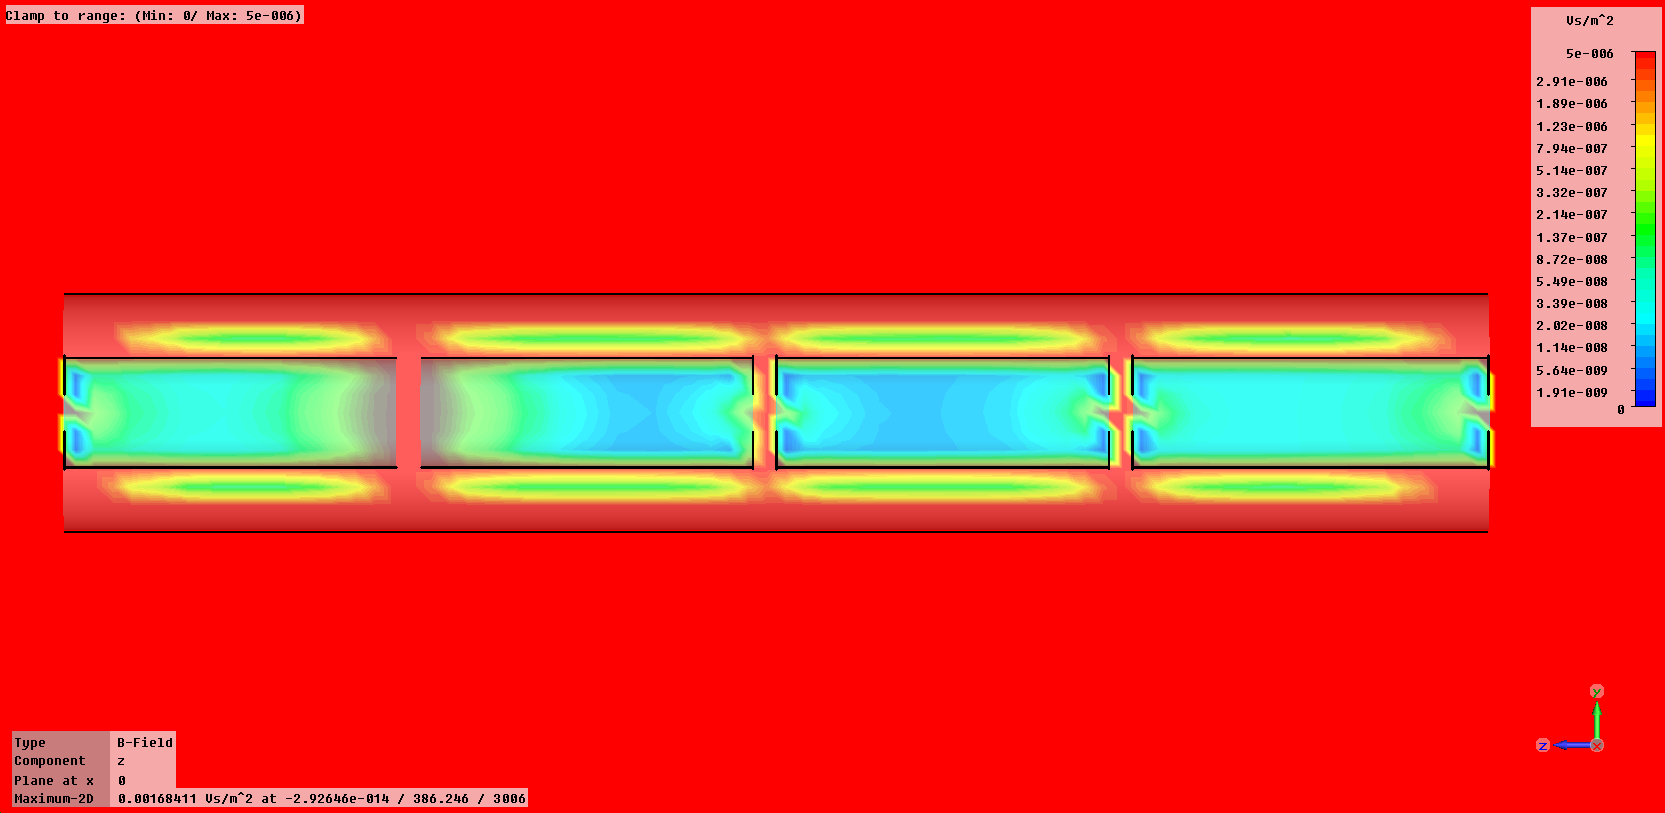 Clamp to range: (Min: 0/ Max: 5e-006)
Vs/m^2
5e-006
2.91e-006
1.89e-006
1.23e-006
7.94e-007
5.14e-007
3.32e-007
2.14e-007
1.37e-007
8.72e-008
5.49e-008
3.39e-008
2.02e-008
1.14e-008
5.64e-009
1.91e-009
0
y
z x
Type B-Field
Component z
Plane at x 0
Maximum-2D 0.00168411 Vs/m^2 at -2.92646e-014 / 386.246 / 3006